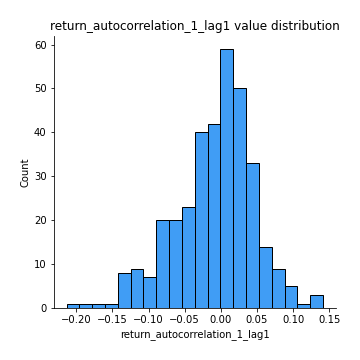 return_autocorrelation_1_lag1 value distribution
60
50
40
30
20
10
0
Count
−0.20 −0.15 −0.10 −0.05 0.00 0.05 0.10 0.15
return_autocorrelation_1_lag1